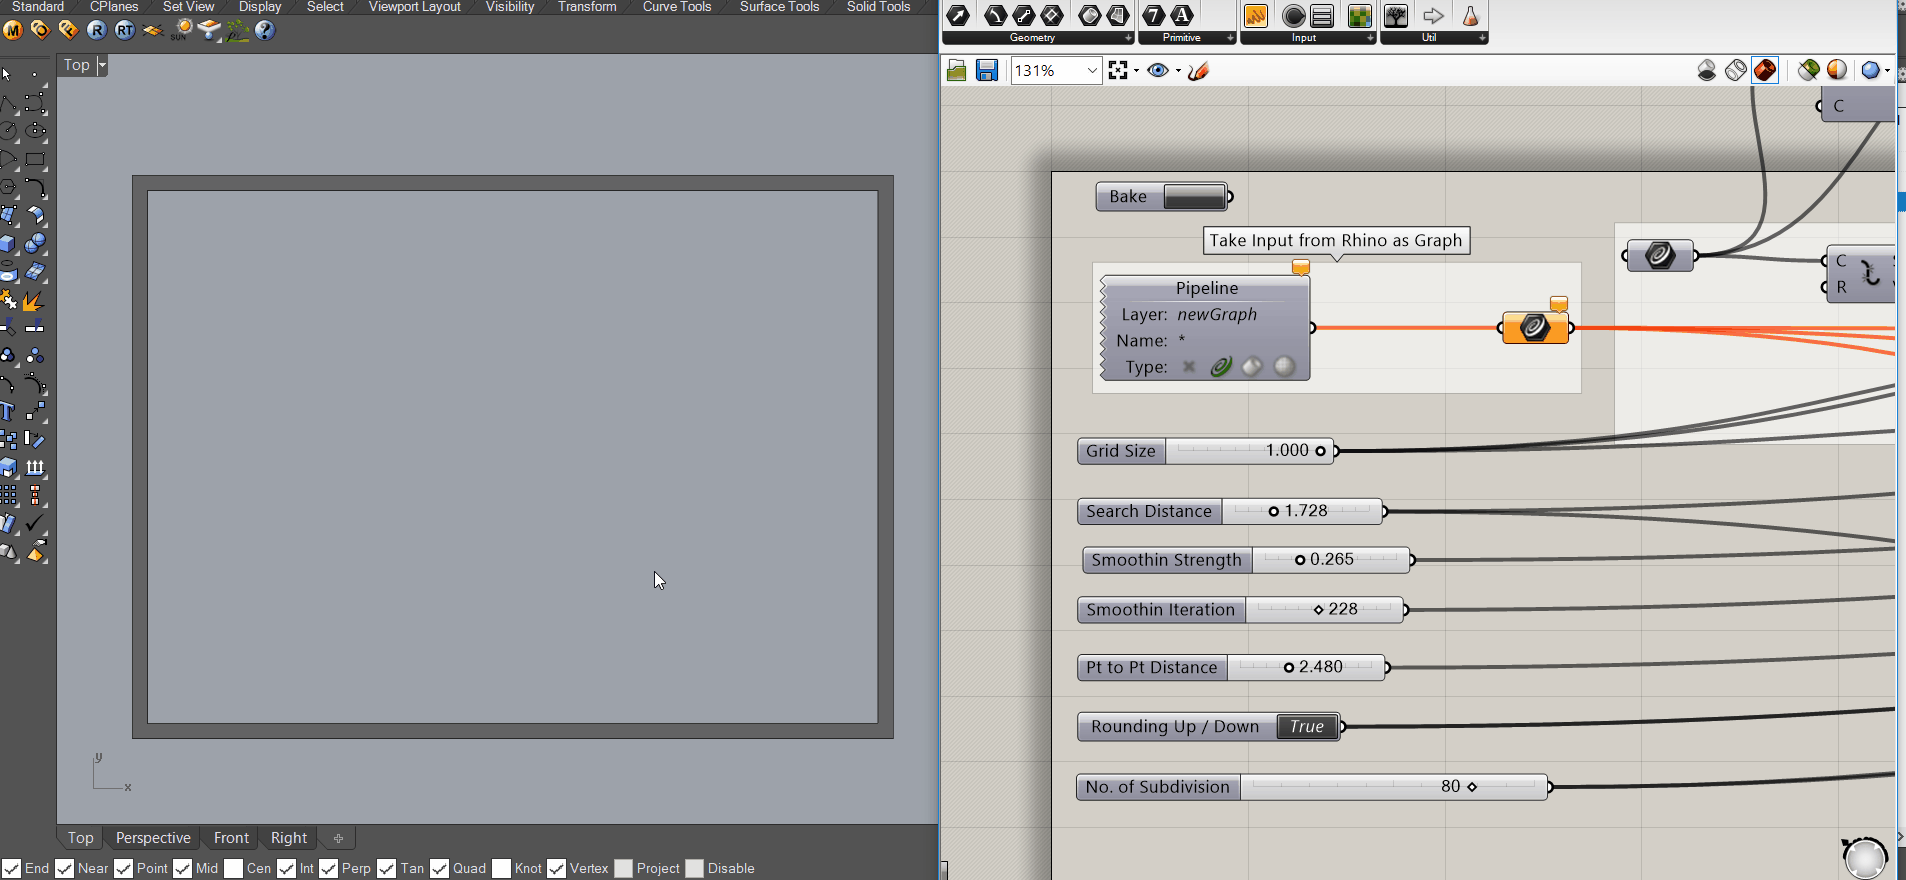 Standard CPlanes Set View Display Select Viewport Layout Visibility Transform Curve Tools Surface Tools Solid Tools
M R RT SUN
Top
Top Perspective Front Right
End Near Point Mid Cen Int Perp Tan Quad Knot Vertex Project Disable
y
x
Geometry Primitive Input Util
131%
C
Bake
Take Input from Rhino as Graph
Pipeline
Layer: newGraph
Name: *
Type:
C
R
Grid Size 1.000
Search Distance 1.728
Smoothin Strength 0.265
Smoothin Iteration 228
Pt to Pt Distance 2.480
Rounding Up / Down True
No. of Subdivision 80